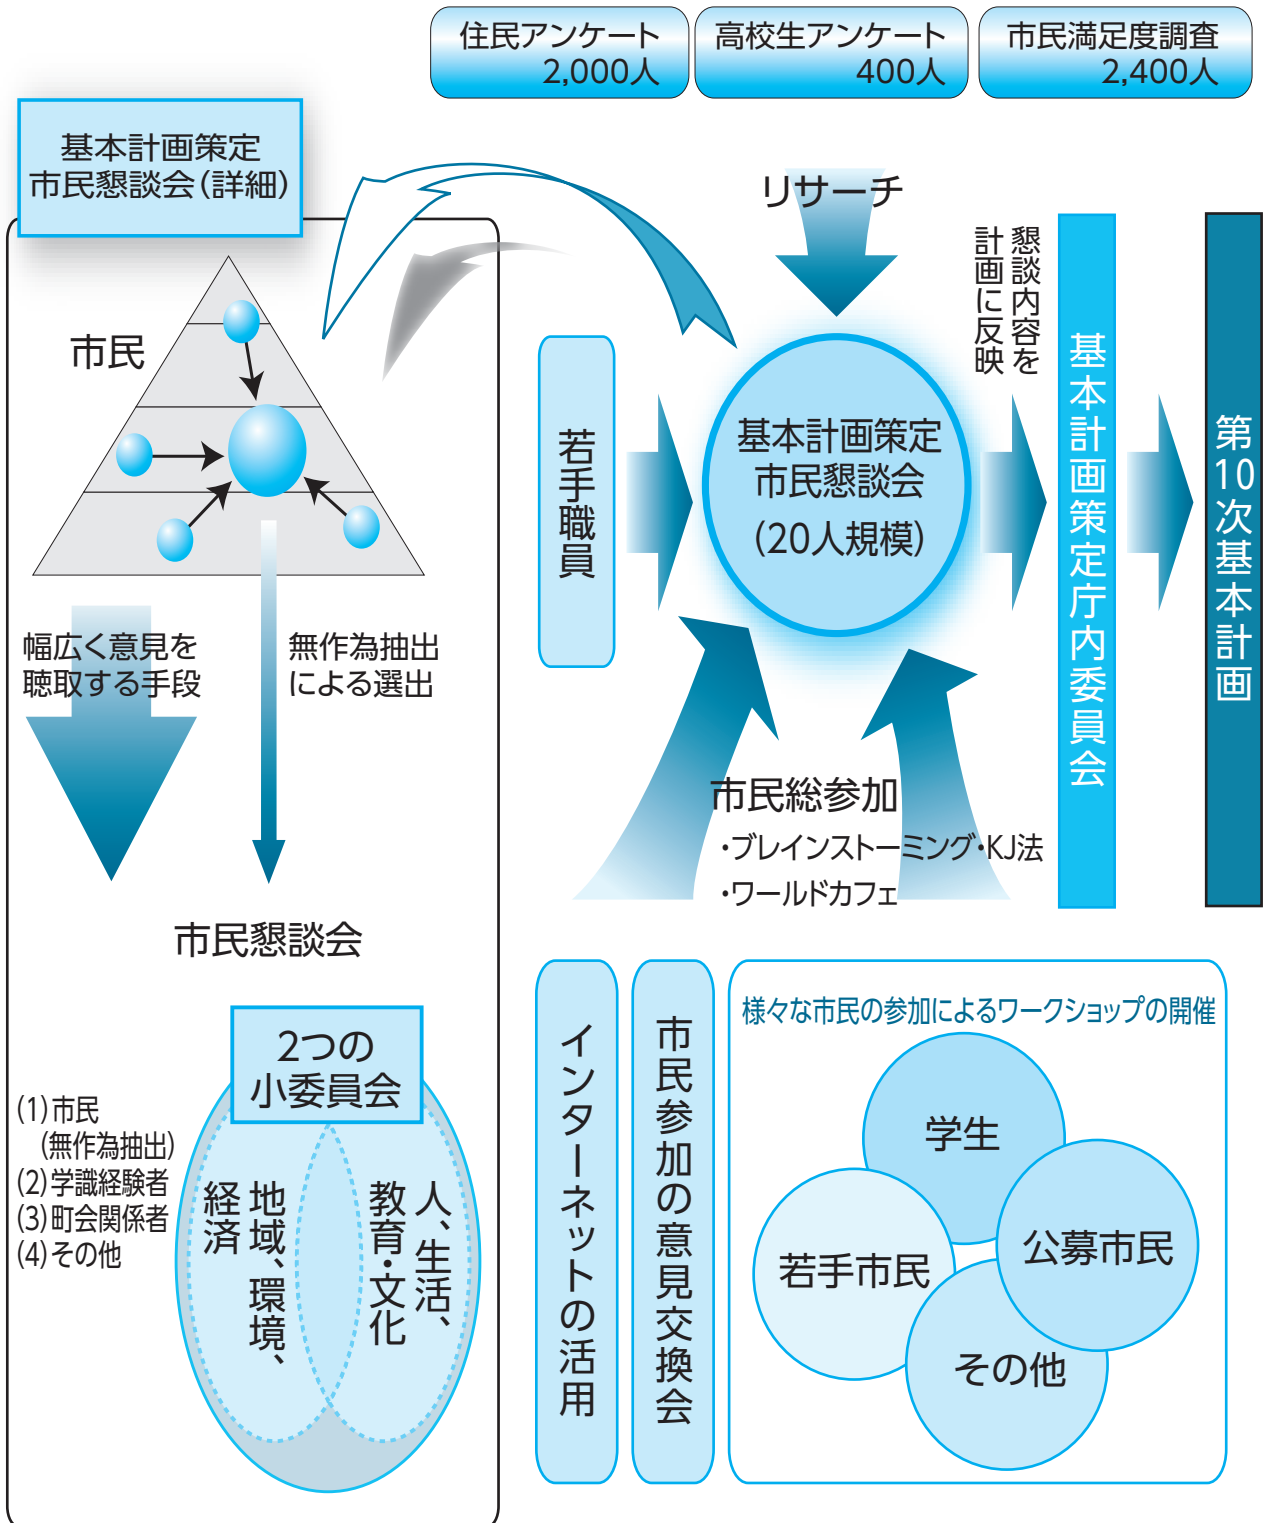 住民アンケート
2,000人
高校生アンケート
400人
市民満足度調査
2,400人
基本計画策定
市民懇談会(詳細)
市民
幅広く意見を
聴取する手段
無作為抽出
による選出
市民懇談会
2つの
小委員会
(1)市民
(無作為抽出)
(2)学識経験者
(3)町会関係者
(4)その他
地域、環境、
経済
人、生活、
教育・文化
リサーチ
若手職員
基本計画策定
市民懇談会
(20人規模)
懇談内容を
計画に反映
基本計画策定庁内委員会
第10次基本計画
市民総参加
・ブレインストーミング・KJ法
・ワールドカフェ
インターネットの活用
市民参加の意見交換会
様々な市民の参加によるワークショップの開催
学生
公募市民
若手市民
その他